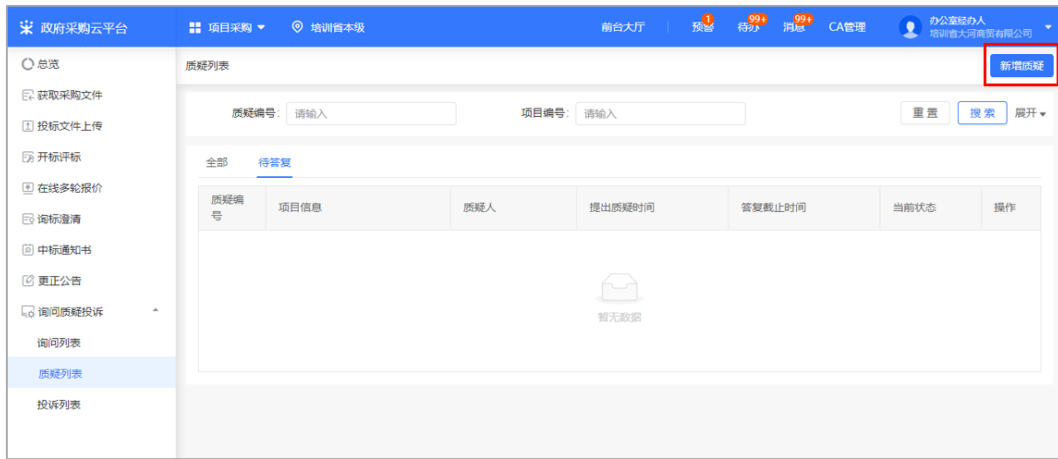 政府采购云平台 项目采购 培训省本级 前台大厅 预警 1 待办 99+ 消息 99+ CA管理 办公室经办人
培训省大河商贸有限公司
总览
质疑列表 新增质疑
获取采购文件
质疑编号: 请输入 项目编号: 请输入 重置 搜索 展开
投标文件上传
开标评标
全部 待答复
在线多轮报价
质疑编
号 项目信息 质疑人 提出质疑时间 答复截止时间 当前状态 操作
询标澄清
中标通知书
更正公告
询问质疑投诉
暂无数据
询问列表
质疑列表
投诉列表